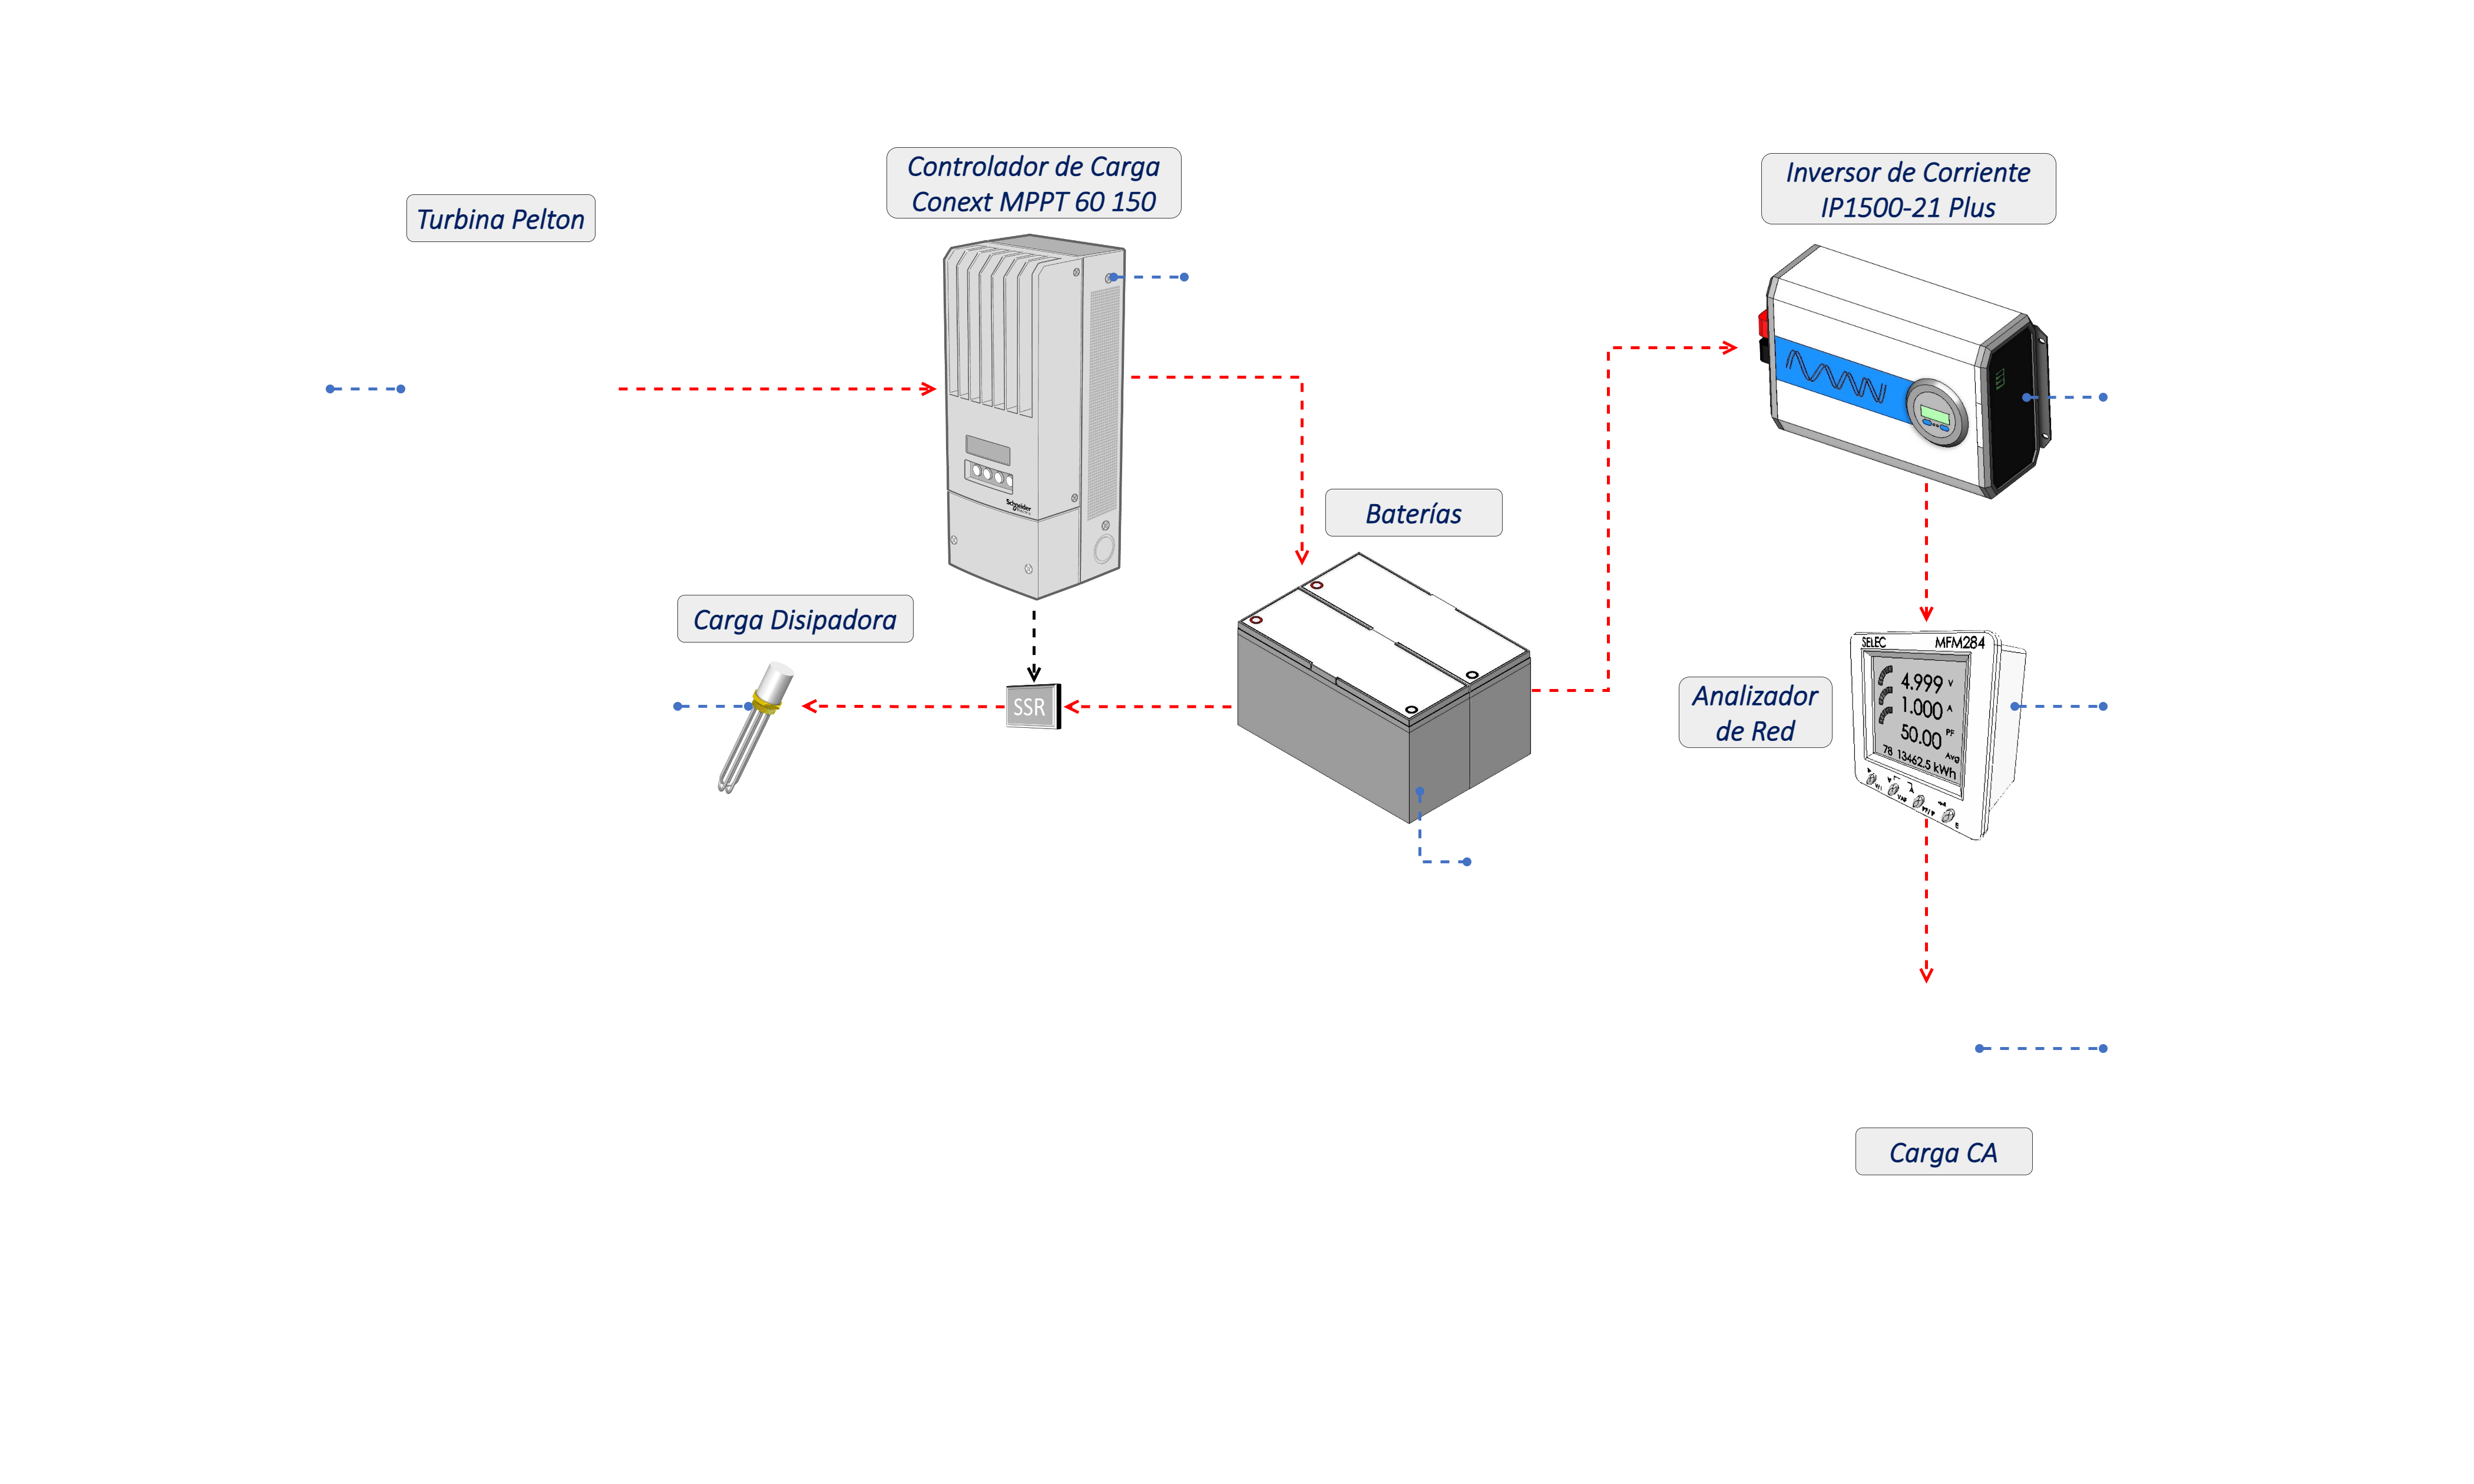 Controlador de Carga
Conext MPPT 60 150
Inversor de Corriente
IP1500-21 Plus
Turbina Pelton
Baterías
Schneider
Carga Disipadora
SSR
SELEC MFM284
4.999 V
1.000 A
50.00 PF
Avg
78 13462.5 kWh
Analizador
de Red
Carga CA